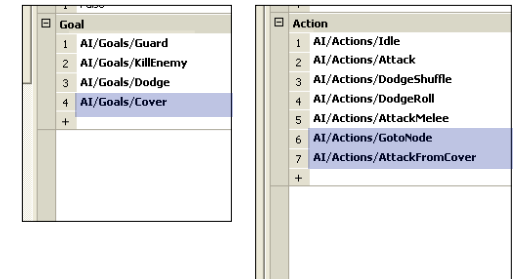 Goal
1 AI/Goals/Guard
2 AI/Goals/KillEnemy
3 AI/Goals/Dodge
4 AI/Goals/Cover
+
Action
1 AI/Actions/Idle
2 AI/Actions/Attack
3 AI/Actions/DodgeShuffle
4 AI/Actions/DodgeRoll
5 AI/Actions/AttackMelee
6 AI/Actions/GotoNode
7 AI/Actions/AttackFromCover
+